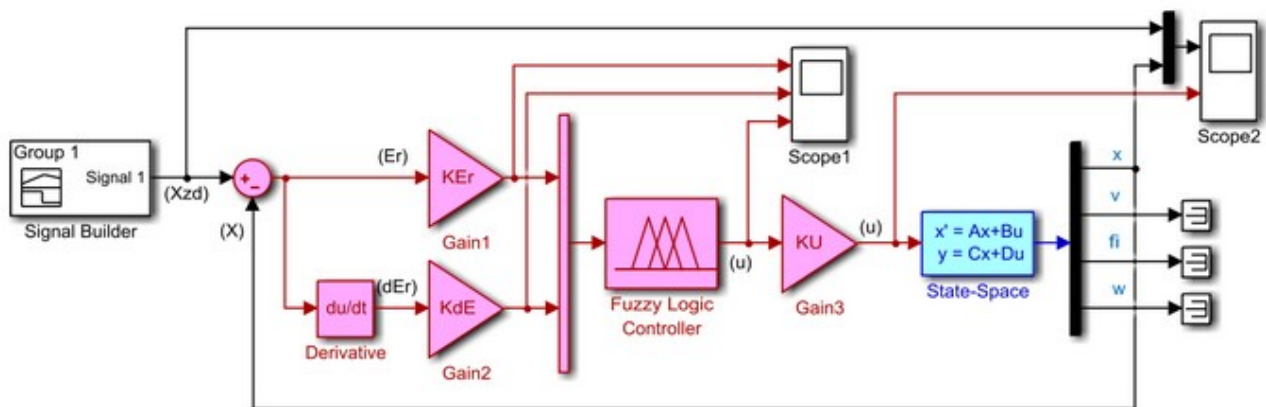 Group 1
Signal 1
Signal Builder
(Xzd)
(X)
+
-
(Er)
KEr
Gain1
du/dt
Derivative
(dEr)
KdE
Gain2
Fuzzy Logic
Controller
Scope1
(u)
KU
Gain3
(u)
x' = Ax+Bu
y = Cx+Du
State-Space
x
v
fi
w
Scope2